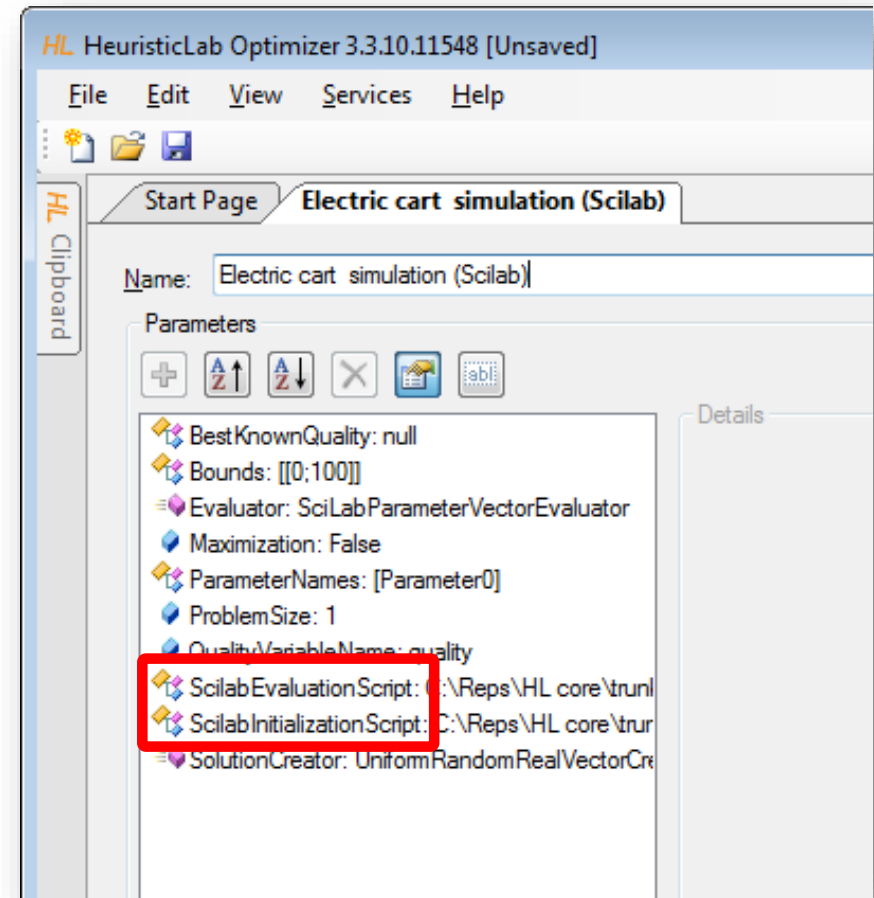 HL HeuristicLab Optimizer 3.3.10.11548 [Unsaved]
File Edit View Services Help
HL Clipboard
Start Page Electric cart  simulation (Scilab)
Name: Electric cart  simulation (Scilab)
Parameters
A Z A Z abl
Details
BestKnownQuality: null
Bounds: [[0;100]]
Evaluator: SciLabParameterVectorEvaluator
Maximization: False
ParameterNames: [Parameter0]
ProblemSize: 1
QualityVariableName: quality
ScilabEvaluationScript: C:\Reps\HL core\trunk
ScilabInitializationScript: C:\Reps\HL core\trun
SolutionCreator: UniformRandomRealVectorCre